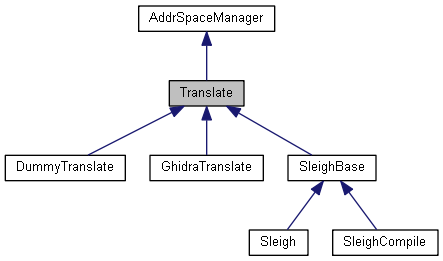 AddrSpaceManager
Translate
DummyTranslate
GhidraTranslate
SleighBase
Sleigh
SleighCompile